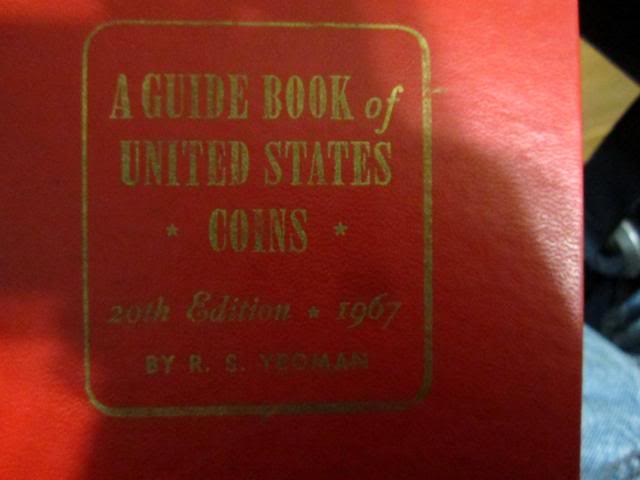 A GUIDE BOOK of
UNITED STATES
* COINS *
20th Edition * 1967
BY R. S. YEOMAN